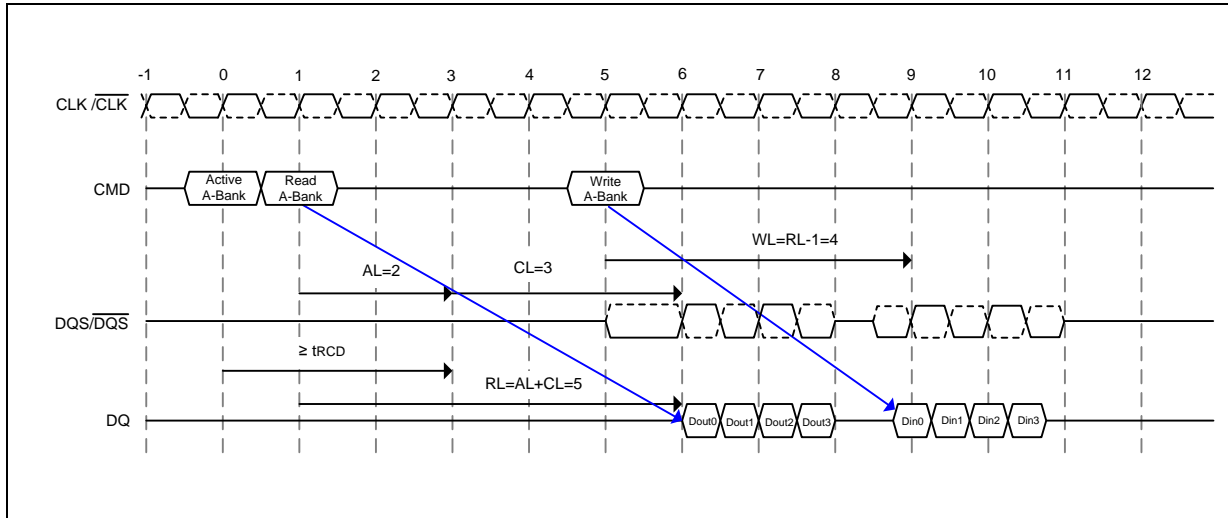 -1 0 1 2 3 4 5 6 7 8 9 10 11 12
CLK /CLK
Active
A-Bank
Read
A-Bank
Write
A-Bank
CMD
WL=RL-1=4
AL=2 CL=3
DQS/DQS
≥ tRCD
RL=AL+CL=5
DQ
Dout0 Dout1 Dout2 Dout3 Din0 Din1 Din2 Din3